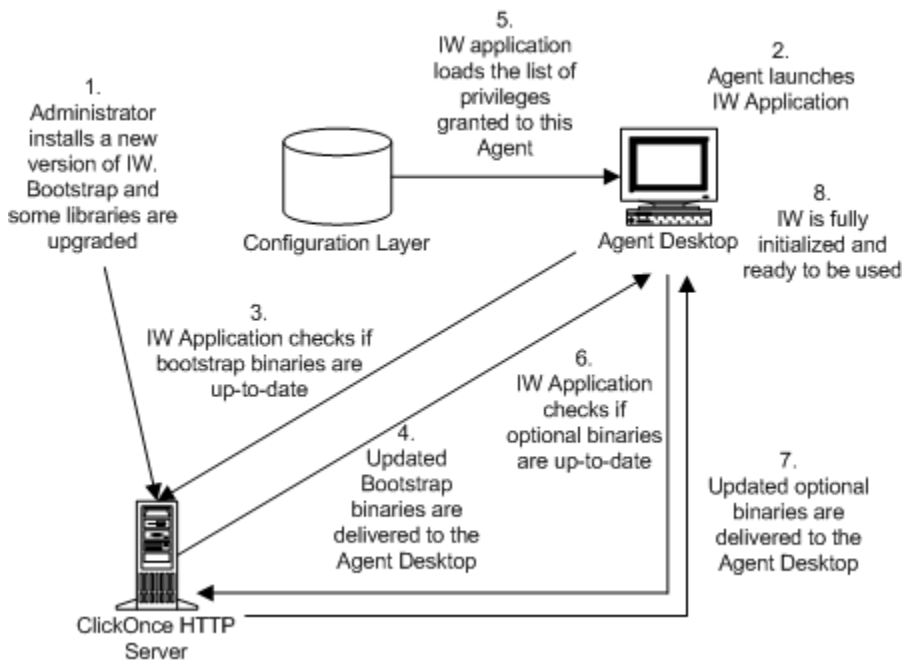 1.
Administrator
installs a new
version of IW.
Bootstrap and
some libraries are
upgraded
5.
IW application
loads the list of
privileges
granted to this
Agent
2.
Agent launches
IW Application
Configuration Layer
Agent Desktop
8.
IW is fully
initialized and
ready to be used
3.
IW Application checks if
bootstrap binaries are
up-to-date
4.
Updated
Bootstrap
binaries are
delivered to the
Agent Desktop
6.
IW Application
checks if
optional binaries
are up-to-date
7.
Updated optional
binaries are
delivered to the
Agent Desktop
ClickOnce HTTP
Server